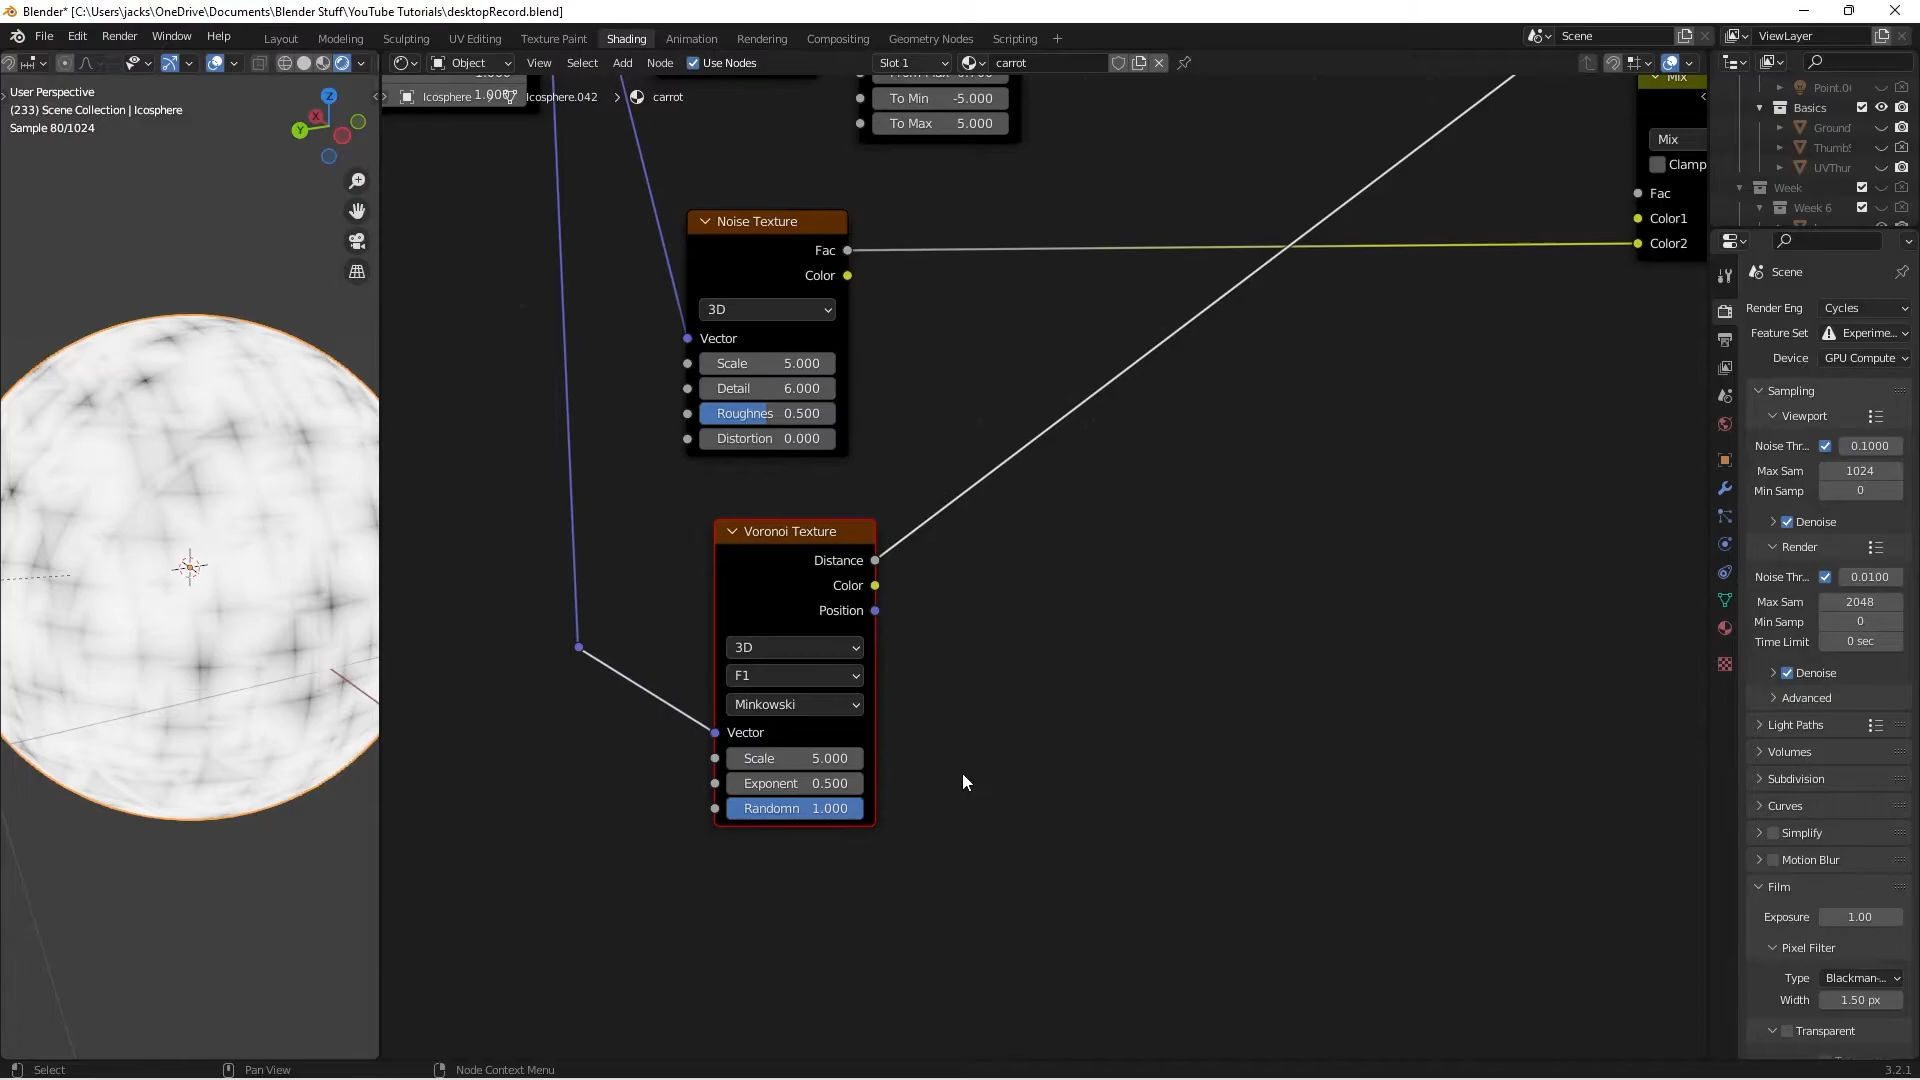 Blender* [C:\Users\jacks\OneDrive\Documents\Blender Stuff\YouTube Tutorials\desktopRecord.blend]
File Edit Render Window Help Layout Modeling Sculpting UV Editing Texture Paint Shading Animation Rendering Compositing Geometry Nodes Scripting + Scene ViewLayer
Object View Select Add Node Use Nodes Slot 1 carrot
User Perspective
(233) Scene Collection | Icosphere
Sample 80/1024
Icosphere 1.000 Icosphere.042 > carrot
To Min -5.000
To Max 5.000
Mix
Mix
Clamp
Fac
Color1
Color2
Noise Texture
Fac
Color
3D
Vector
Scale 5.000
Detail 6.000
Roughnes 0.500
Distortion 0.000
Voronoi Texture
Distance
Color
Position
3D
F1
Minkowski
Vector
Scale 5.000
Exponent 0.500
Randomn 1.000
Point.0
Basics
Ground
Thumb
UVThur
Week
Week 6
Scene
Render Eng Cycles
Feature Set Experime...
Device GPU Compute
Sampling
Viewport
Noise Thr... 0.1000
Max Sam 1024
Min Samp 0
Denoise
Render
Noise Thr... 0.0100
Max Sam 2048
Min Samp 0
Time Limit 0 sec
Denoise
Advanced
Light Paths
Volumes
Subdivision
Curves
Simplify
Motion Blur
Film
Exposure 1.00
Pixel Filter
Type Blackman-...
Width 1.50 px
Transparent
Select Pan View Node Context Menu 3.2.1